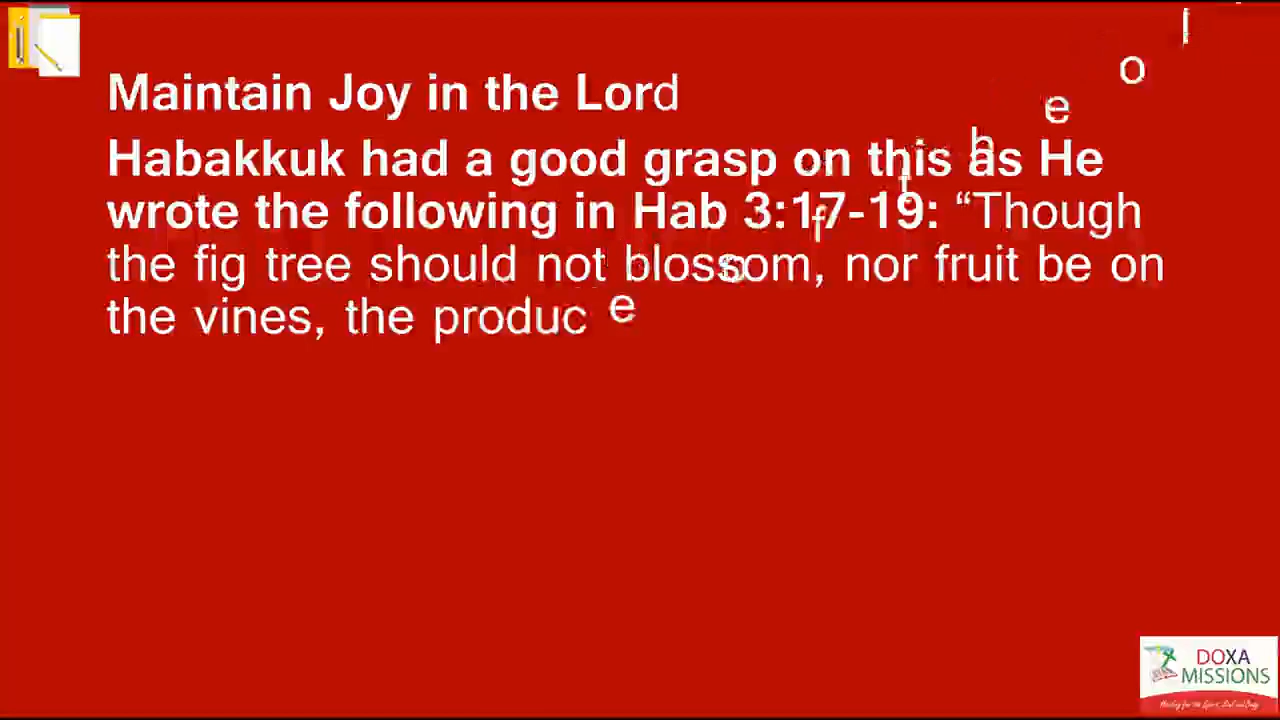 Maintain Joy in the Lord
Habakkuk had a good grasp on this as He
wrote the following in Hab 3:17-19: “Though
the fig tree should not blossom, nor fruit be on
the vines, the produc e
o f t h e o l
DOXA
MISSIONS